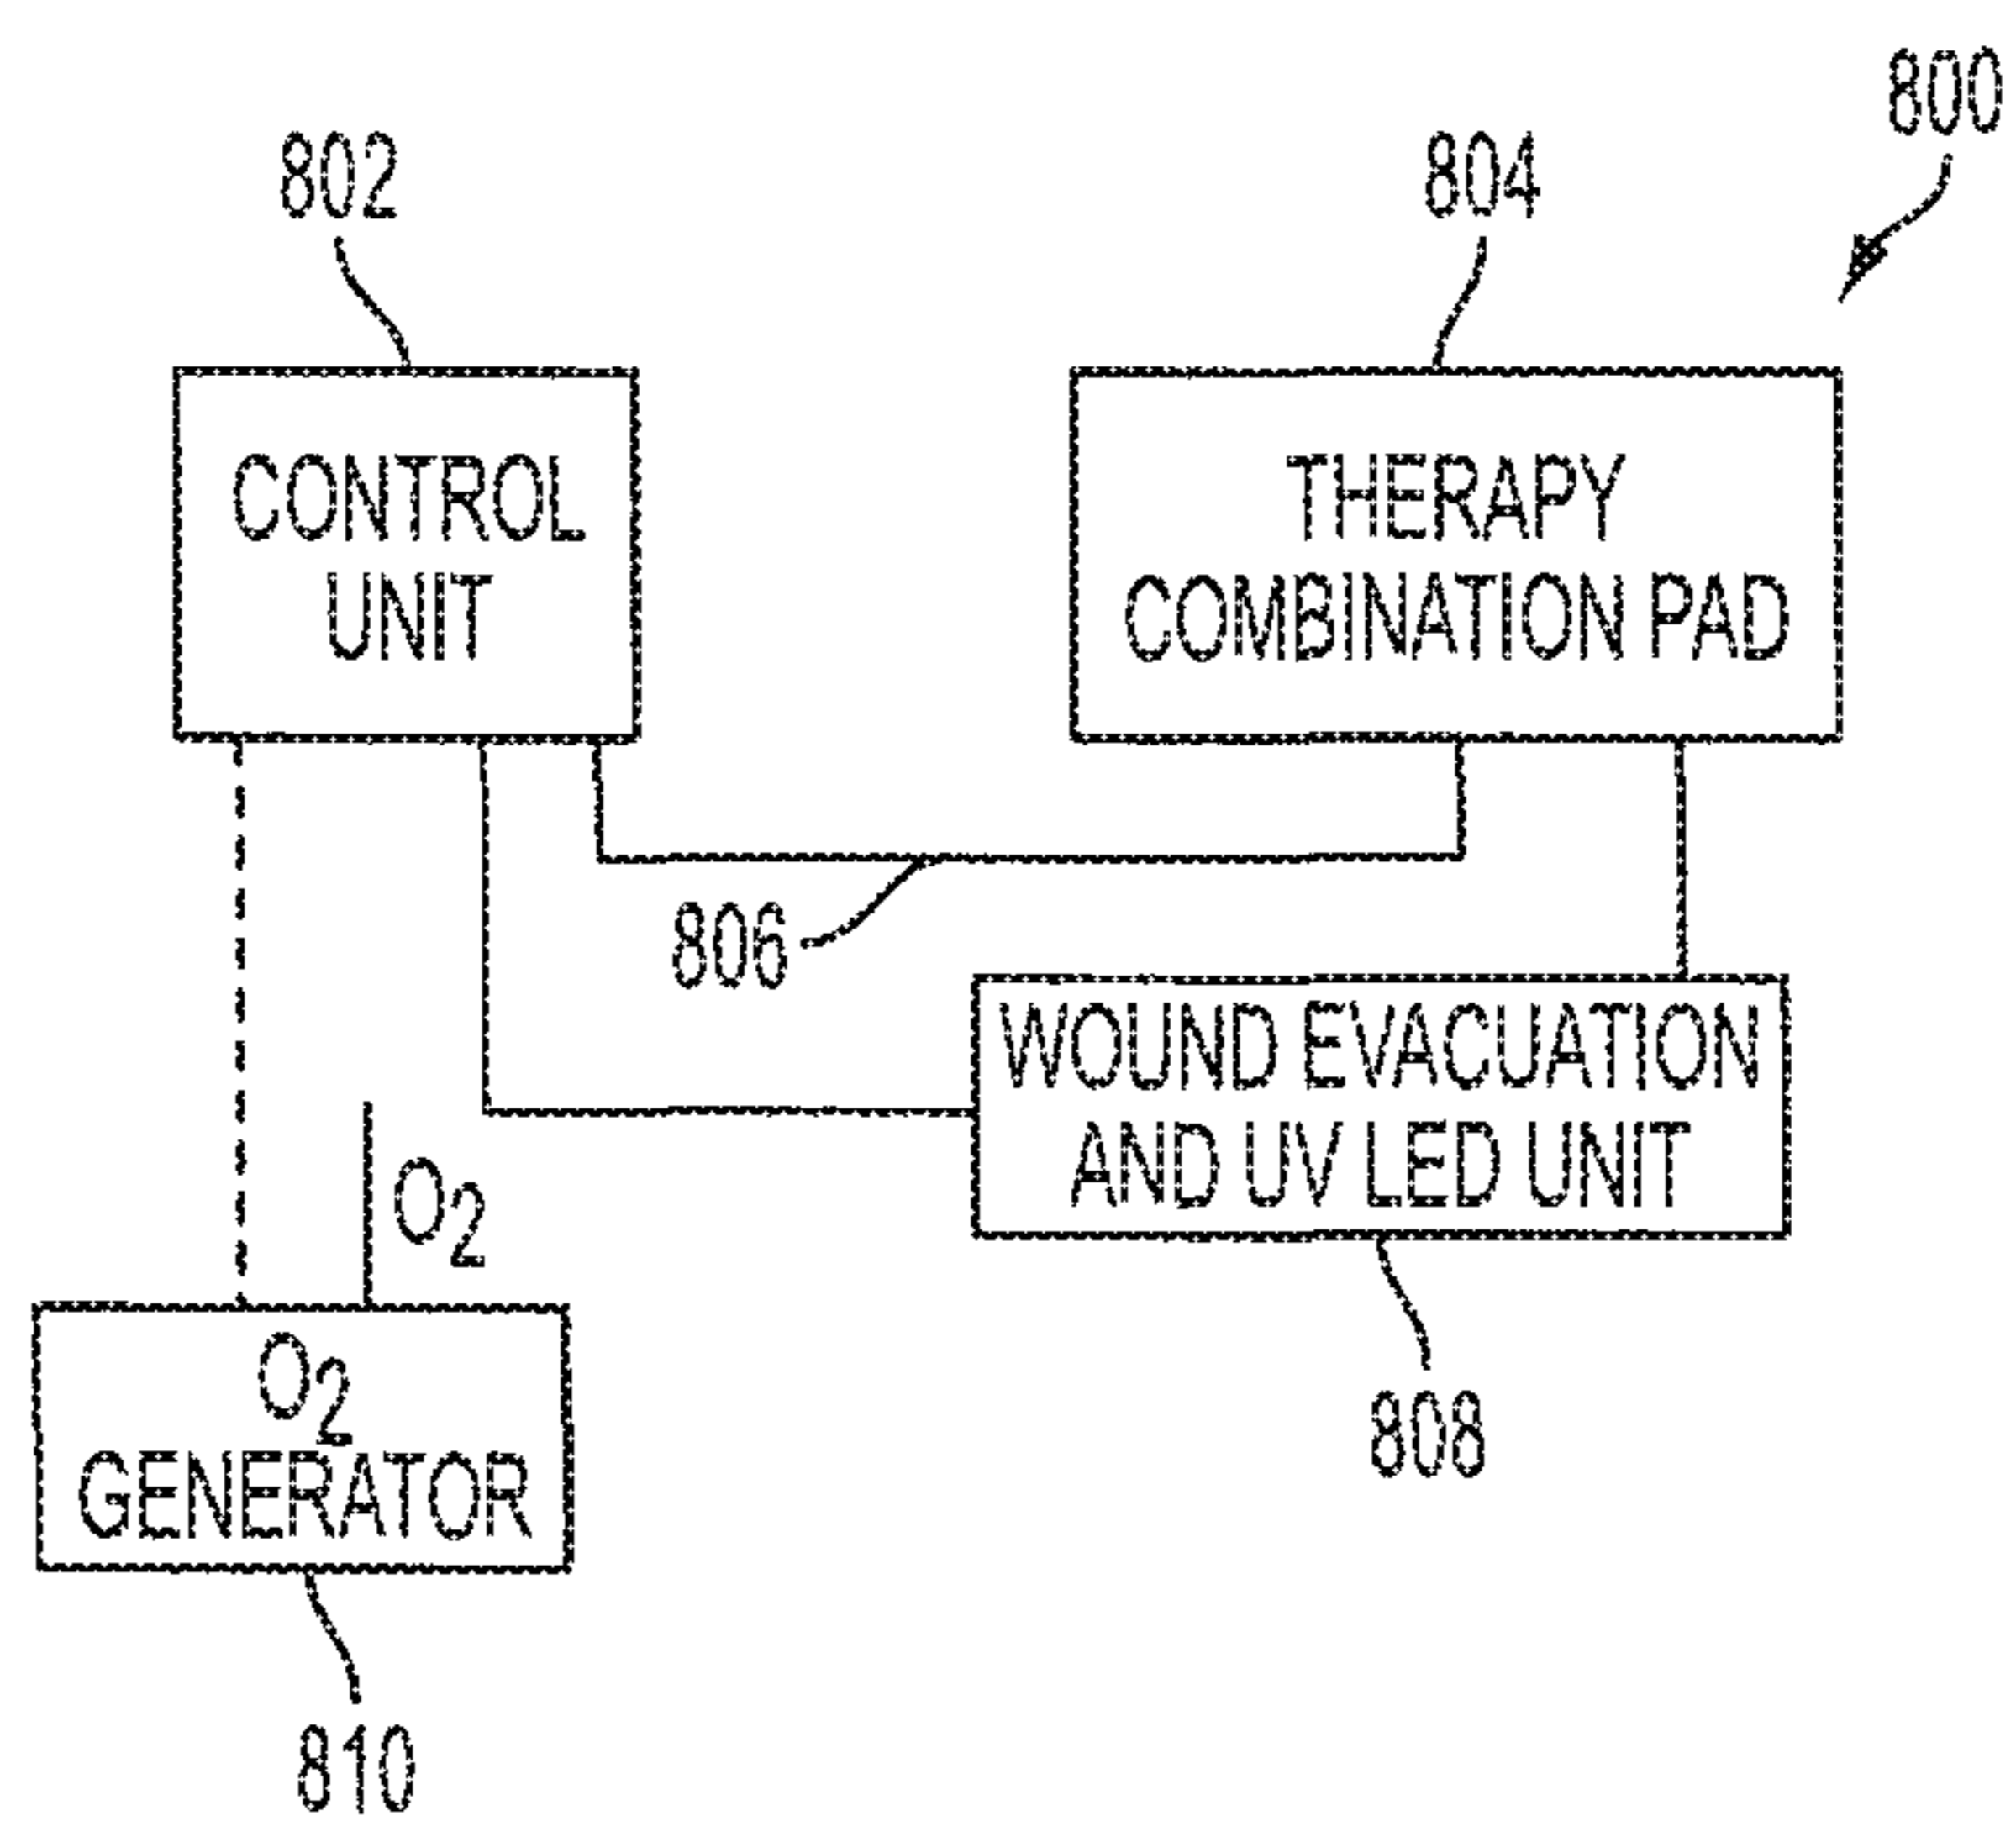 800
802
804
CONTROL
UNIT
THERAPY
COMBINATION PAD
806
WOUND EVACUATION
AND UV LED UNIT
O2
808
O2
GENERATOR
810